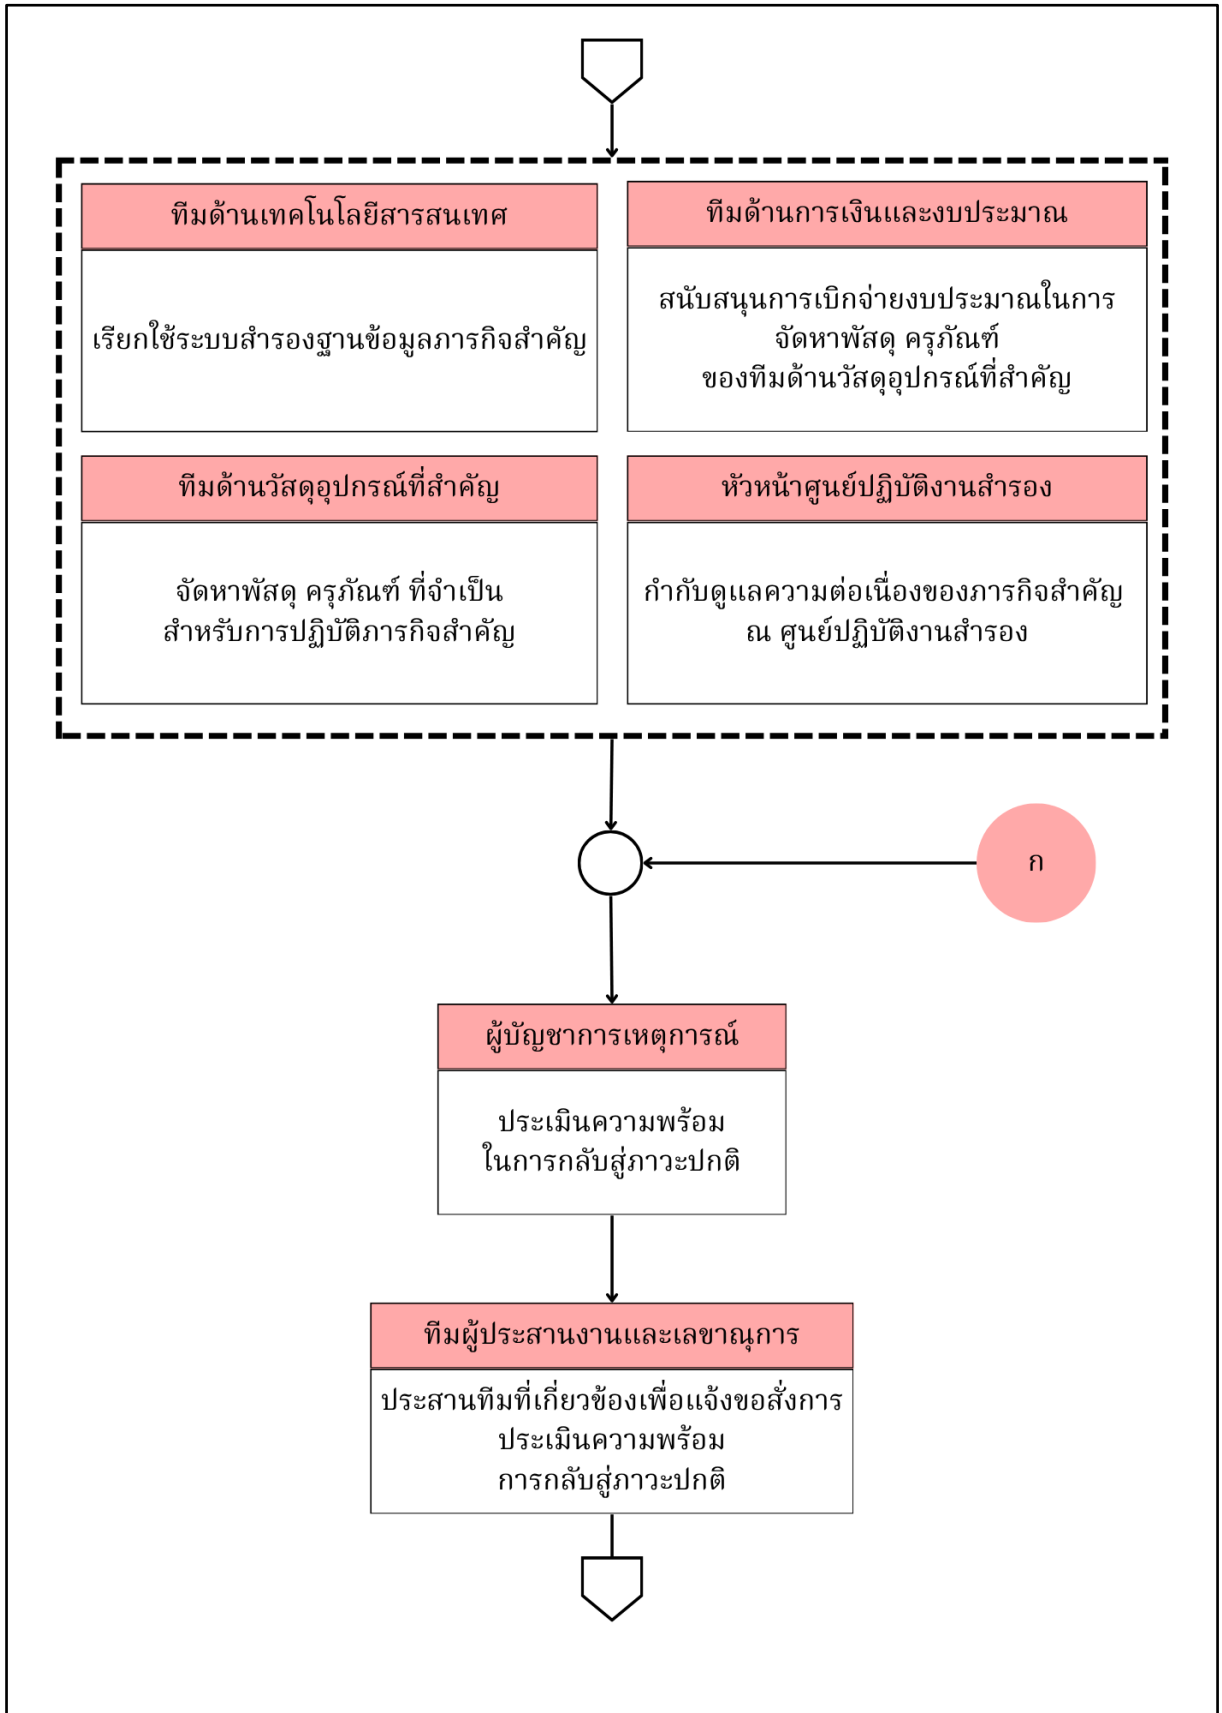 ทีมด้านเทคโนโลยีสารสนเทศ
เรียกใช้ระบบสำรองฐานข้อมูลภารกิจสำคัญ
ทีมด้านการเงินและงบประมาณ
สนับสนุนการเบิกจ่ายงบประมาณในการ
จัดหาพัสดุ ครุภัณฑ์
ของทีมด้านวัสดุอุปกรณ์ที่สำคัญ
ทีมด้านวัสดุอุปกรณ์ที่สำคัญ
จัดหาพัสดุ ครุภัณฑ์ ที่จำเป็น
สำหรับการปฏิบัติภารกิจสำคัญ
หัวหน้าศูนย์ปฏิบัติงานสำรอง
กำกับดูแลความต่อเนื่องของภารกิจสำคัญ
ณ ศูนย์ปฏิบัติงานสำรอง
ก
ผู้บัญชาการเหตุการณ์
ประเมินความพร้อม
ในการกลับสู่ภาวะปกติ
ทีมผู้ประสานงานและเลขาณุการ
ประสานทีมที่เกี่ยวข้องเพื่อแจ้งขอสั่งการ
ประเมินความพร้อม
การกลับสู่ภาวะปกติ